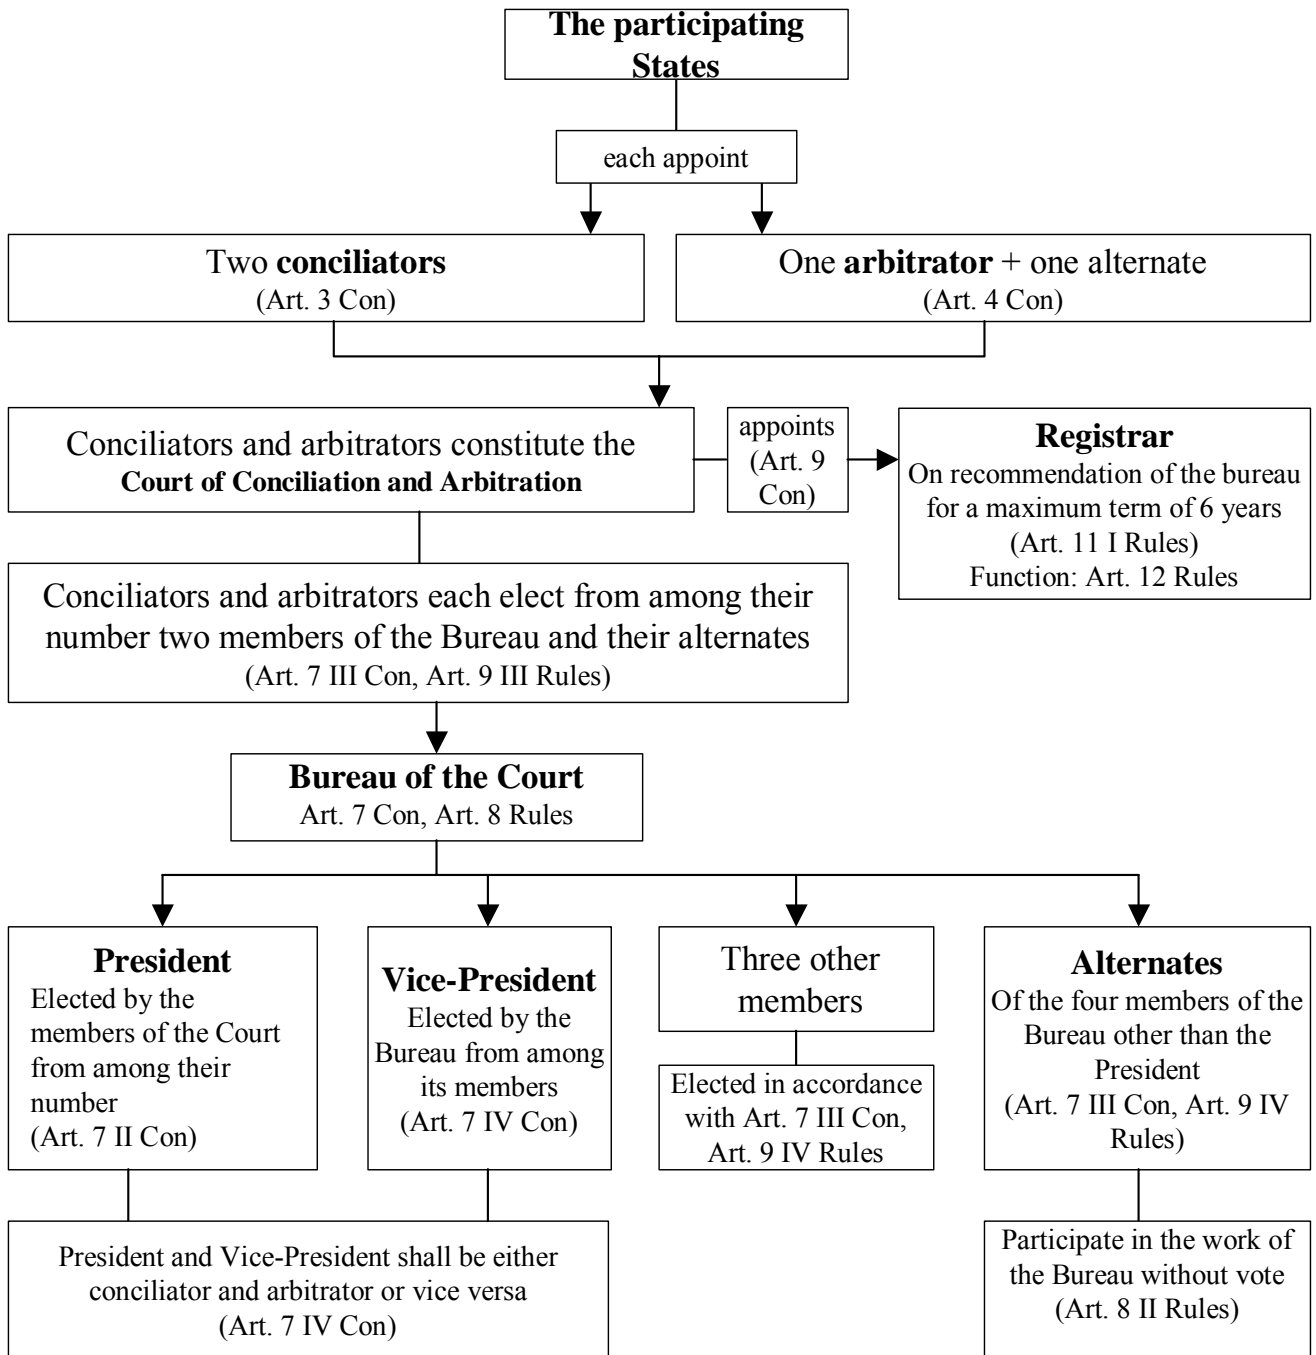 The participating
States
each appoint
Two conciliators
(Art. 3 Con)
One arbitrator + one alternate
(Art. 4 Con)
Conciliators and arbitrators constitute the
Court of Conciliation and Arbitration
appoints
(Art. 9
Con)
Registrar
On recommendation of the bureau
for a maximum term of 6 years
(Art. 11 I Rules)
Function: Art. 12 Rules
Conciliators and arbitrators each elect from among their
number two members of the Bureau and their alternates
(Art. 7 III Con, Art. 9 III Rules)
Bureau of the Court
Art. 7 Con, Art. 8 Rules
President
Elected by the
members of the Court
from among their
number
(Art. 7 II Con)
Vice-President
Elected by the
Bureau from among
its members
(Art. 7 IV Con)
Three other
members
Elected in accordance
with Art. 7 III Con,
Art. 9 IV Rules
Alternates
Of the four members of the
Bureau other than the
President
(Art. 7 III Con, Art. 9 IV
Rules)
President and Vice-President shall be either
conciliator and arbitrator or vice versa
(Art. 7 IV Con)
Participate in the work of
the Bureau without vote
(Art. 8 II Rules)